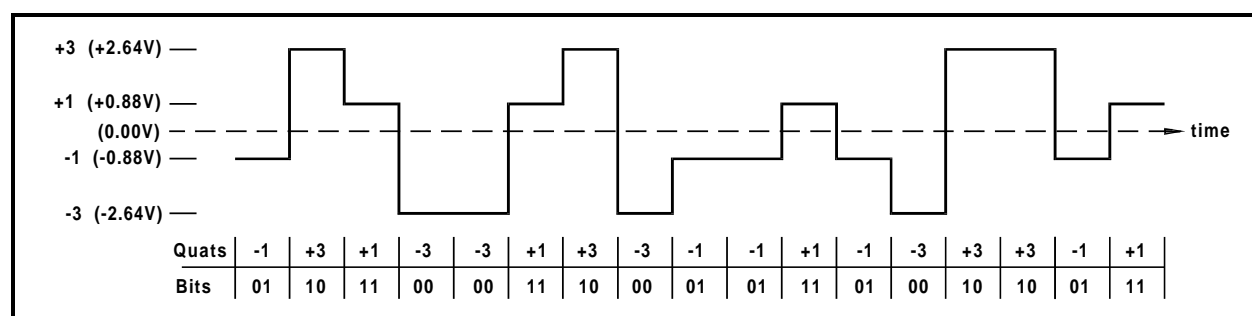 +3 (+2.64V)
+1 (+0.88V)
(0.00V)
time
-1 (-0.88V)
-3 (-2.64V)
Quats -1 +3 +1 -3 -3 +1 +3 -3 -1 -1 +1 -1 -3 +3 +3 -1 +1
Bits 01 10 11 00 00 11 10 00 01 01 11 01 00 10 10 01 11